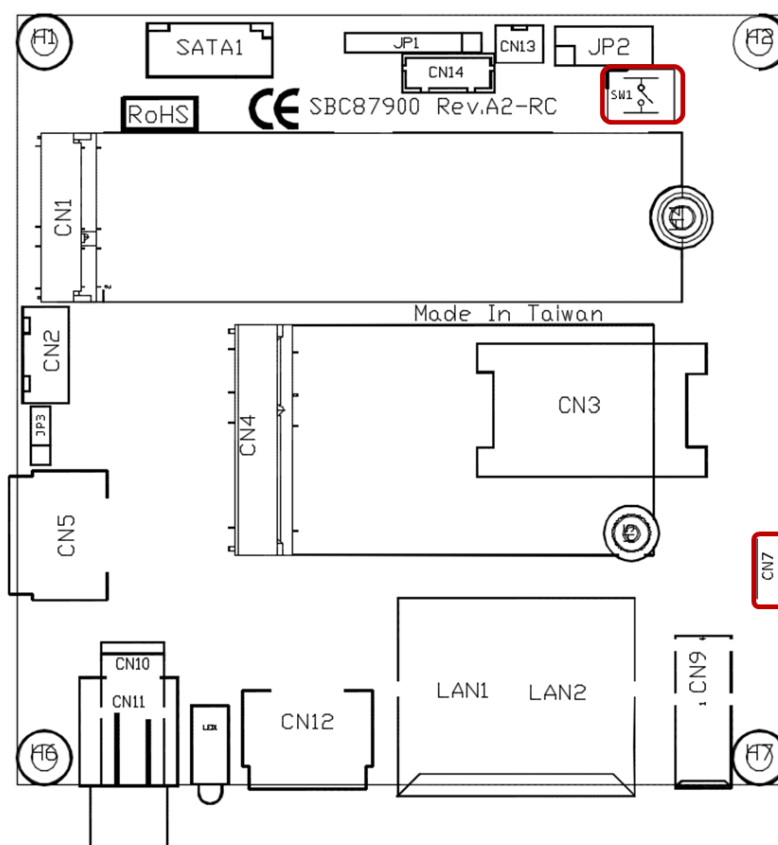 H1
SATA1
JP1
CN13
JP2
H2
CN14
SW1
RoHS
CE SBC87900 Rev.A2-RC
CN1
Made In Taiwan
CN2
CN3
JP3
CN4
CN5
CN7
CN10
CN9
CN11
LAN1 LAN2
CN12
H6
H7